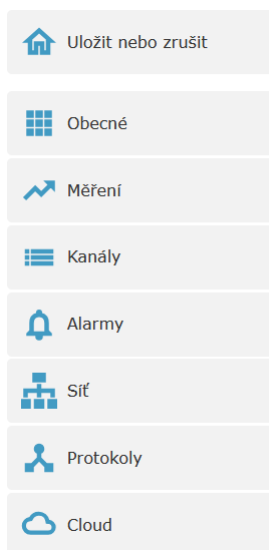 Uložit nebo zrušit
Obecné
Měření
Kanály
Alarmy
Síť
Protokoly
Cloud